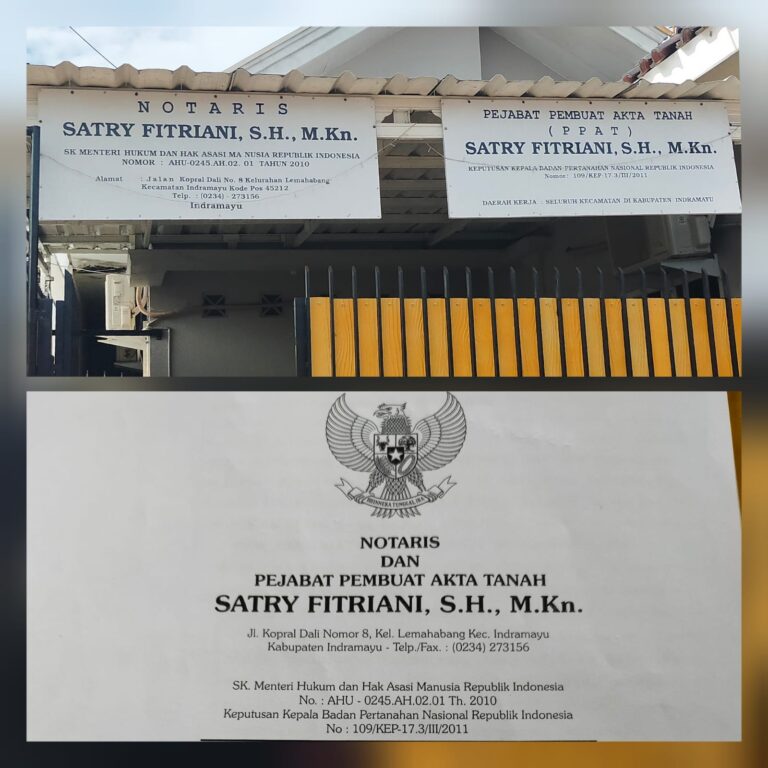 NOTARIS
SATRY FITRIANI, S.H., M.Kn.
SK MENTERI HUKUM DAN HAK ASASI MA NUSIA REPUBLIK INDONESIA
NOMOR : AHU-0245.AH.02. 01 TAHUN 2010
Alamat : Jalan Kopral Dali No. 8 Kelurahan Lemahabang
Kecamatan Indramayu Kode Pos 45212
Telp. : (0234) - 273156
Indramayu
PEJABAT PEMBUAT AKTA TANAH
(PPAT)
SATRY FITRIANI, S.H., M.Kn.
KEPUTUSAN KEPALA BADAN PERTANAHAN NASIONAL REPUBLIK INDONESIA
Nomor: 109/KEP-17.3/III/2011
DAERAH KERJA : SELURUH KECAMATAN DI KABUPATEN INDRAMAYU
BHINNEKA TUNGGAL IKA
NOTARIS
DAN
PEJABAT PEMBUAT AKTA TANAH
SATRY FITRIANI, S.H., M.Kn.
Jl. Kopral Dali Nomor 8, Kel. Lemahabang Kec. Indramayu
Kabupaten Indramayu - Telp./Fax. : (0234) 273156
SK. Menteri Hukum dan Hak Asasi Manusia Republik Indonesia
No. : AHU - 0245.AH.02.01 Th. 2010
Keputusan Kepala Badan Pertanahan Nasional Republik Indonesia
No : 109/KEP-17.3/III/2011